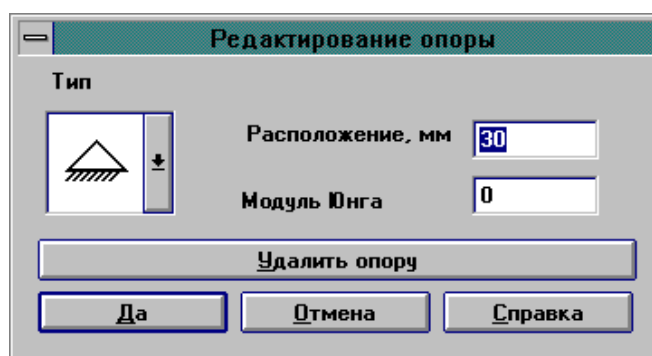 Редактирование опоры
Тип
Расположение, мм 30
Модуль Юнга 0
Удалить опору
Да Отмена Справка